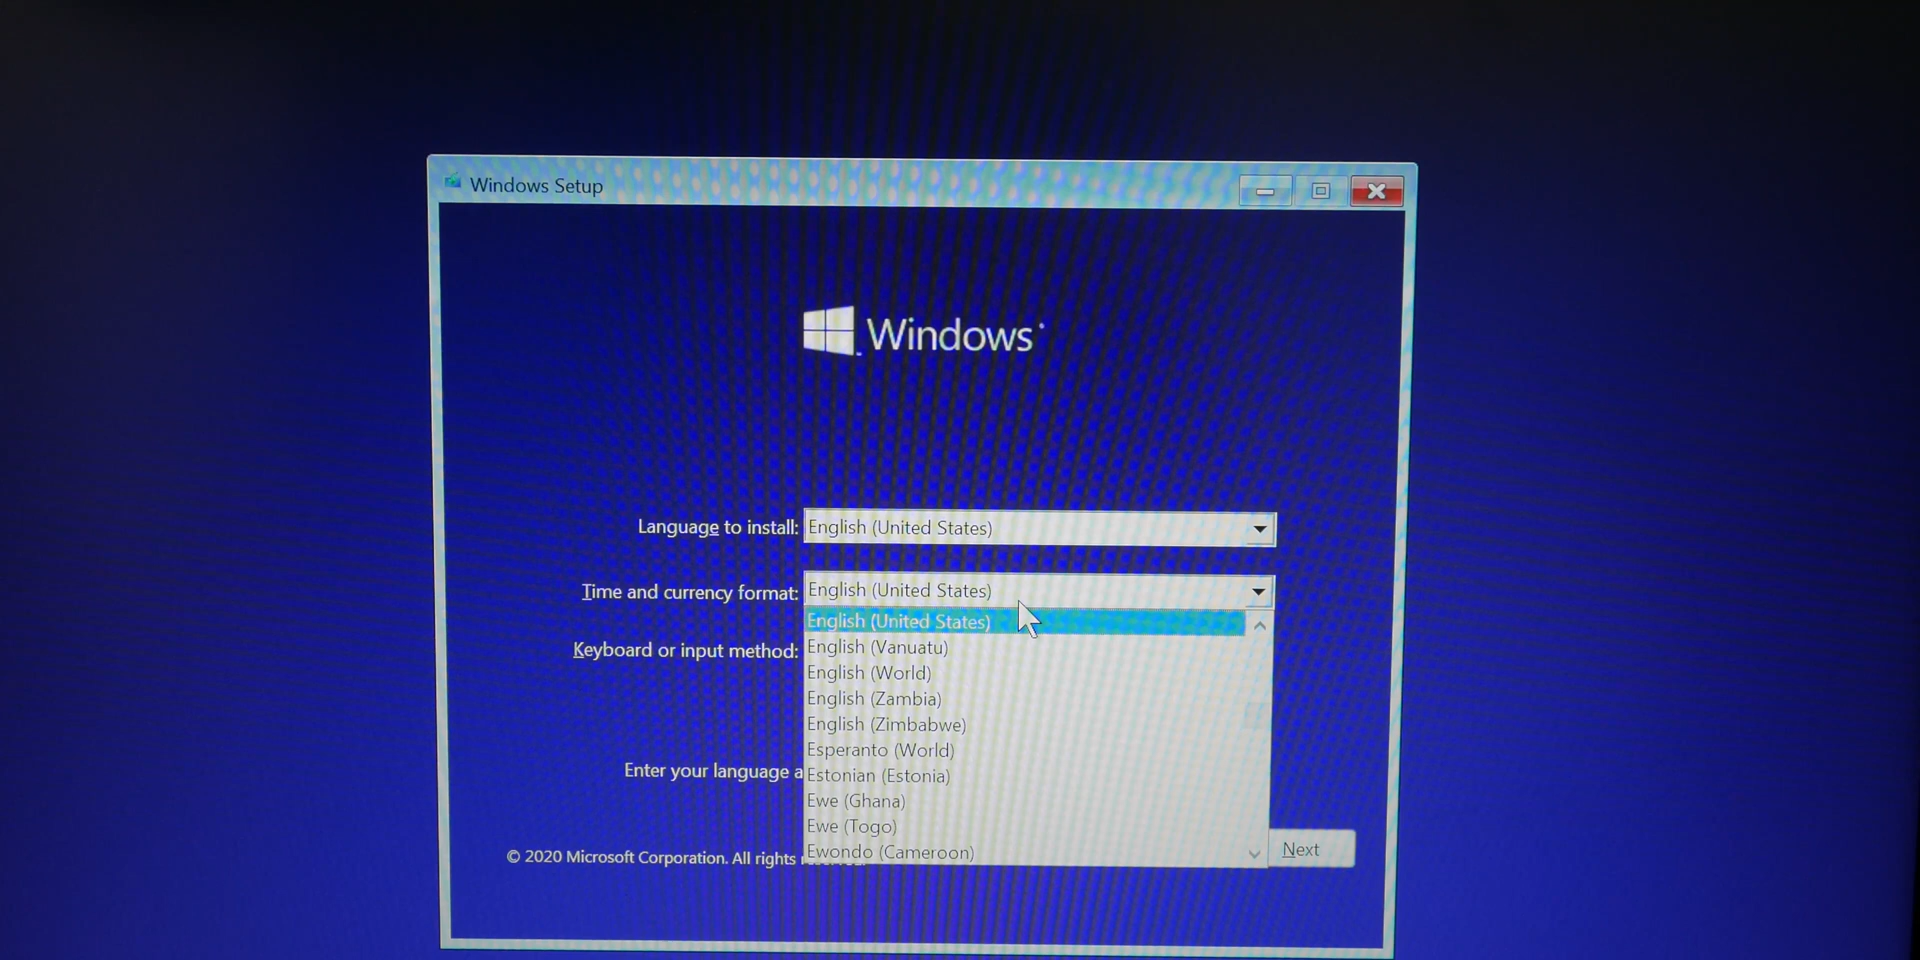 Windows Setup
Windows
Language to install: English (United States)
Time and currency format: English (United States)
English (United States)
Keyboard or input method:
English (Vanuatu)
English (World)
English (Zambia)
English (Zimbabwe)
Esperanto (World)
Enter your language a
Estonian (Estonia)
Ewe (Ghana)
Ewe (Togo)
© 2020 Microsoft Corporation. All rights
Ewondo (Cameroon)
Next